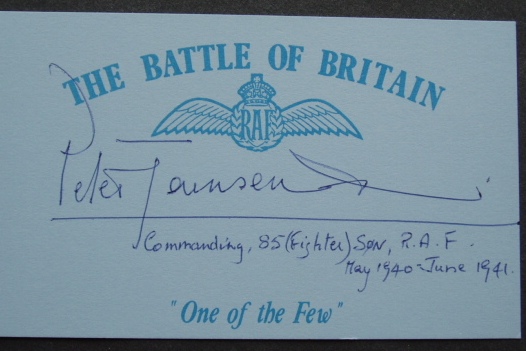 THE BATTLE OF BRITAIN
RAF
Peter Townsend
Commanding, 85 (Fighter) Sqn, R.A.F.
May 1940-June 1941.
"One of the Few"